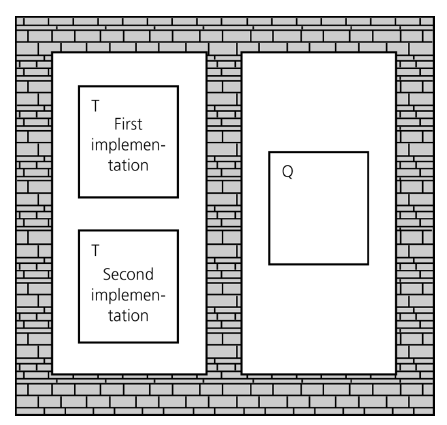 T
First
implemen-
tation
T
Second
implemen-
tation
Q